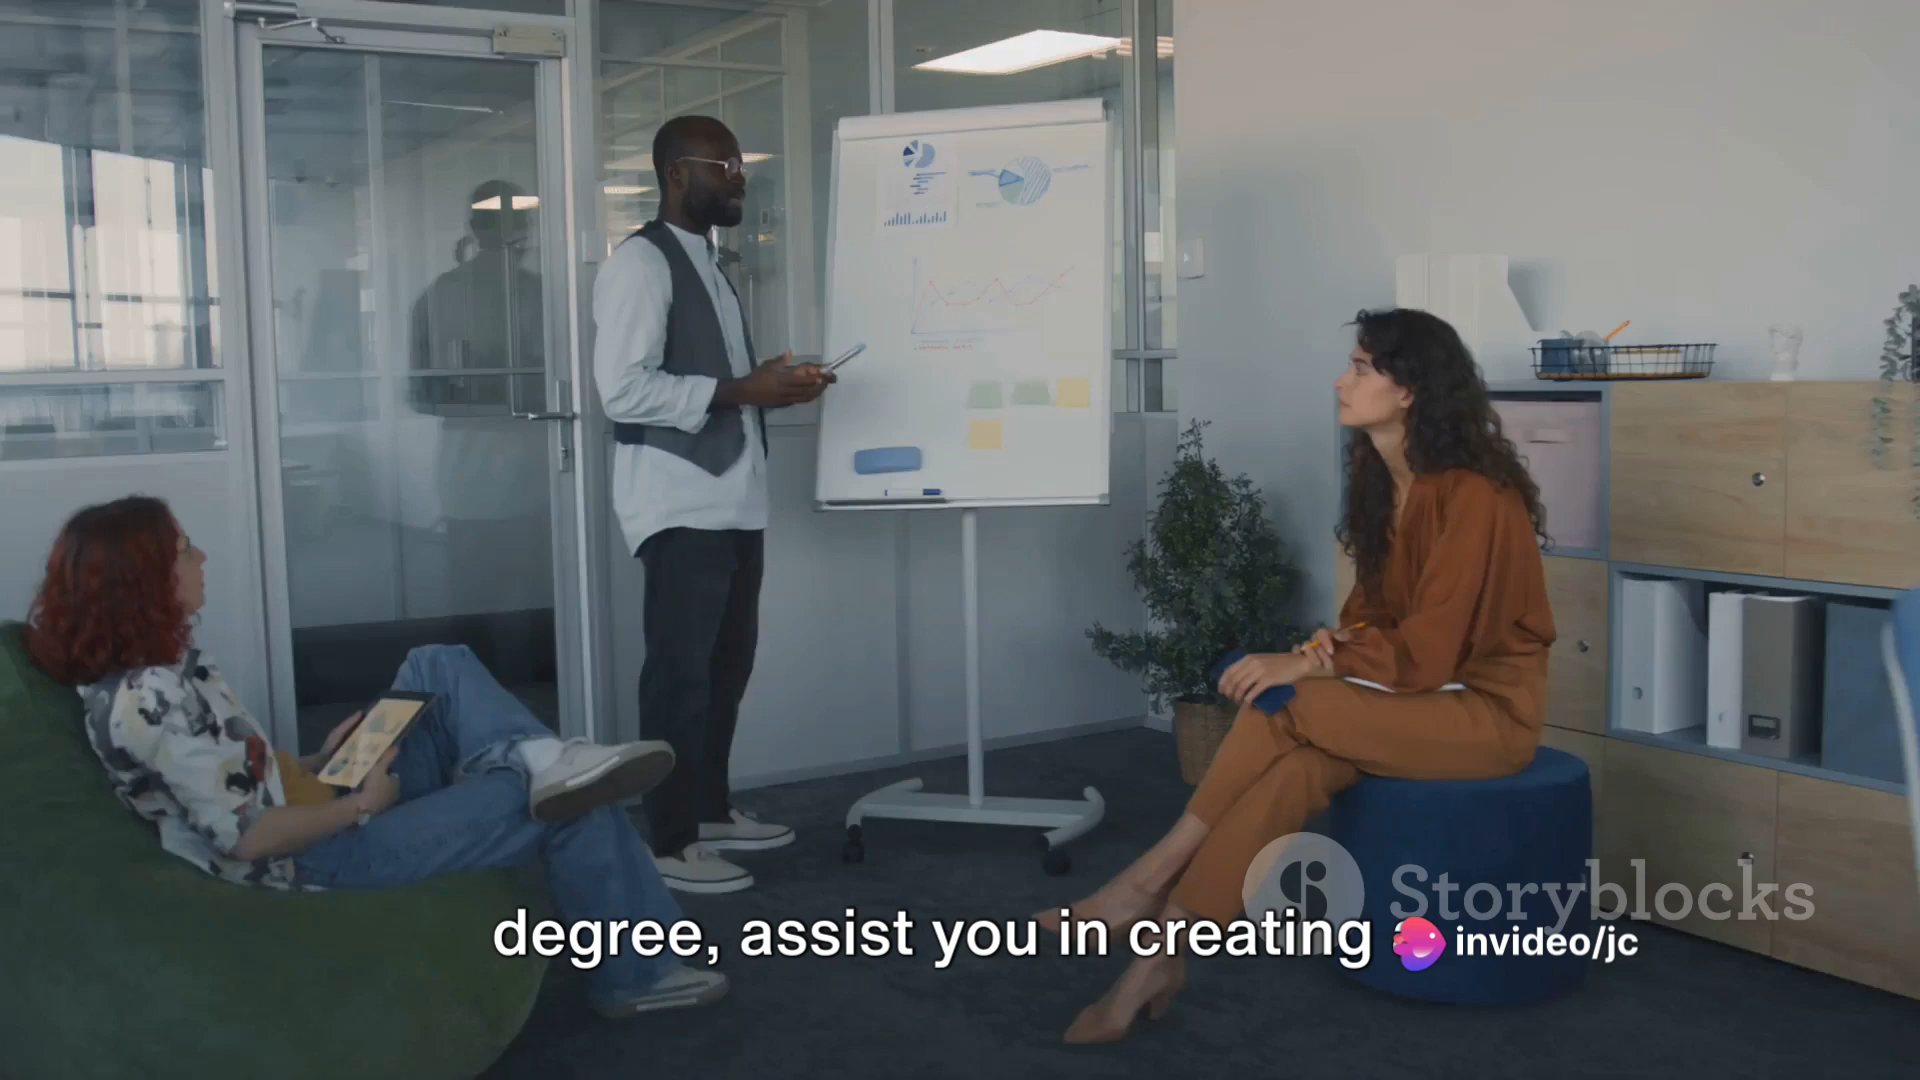 Storyblocks
degree, assist you in creating a
invideo/jc